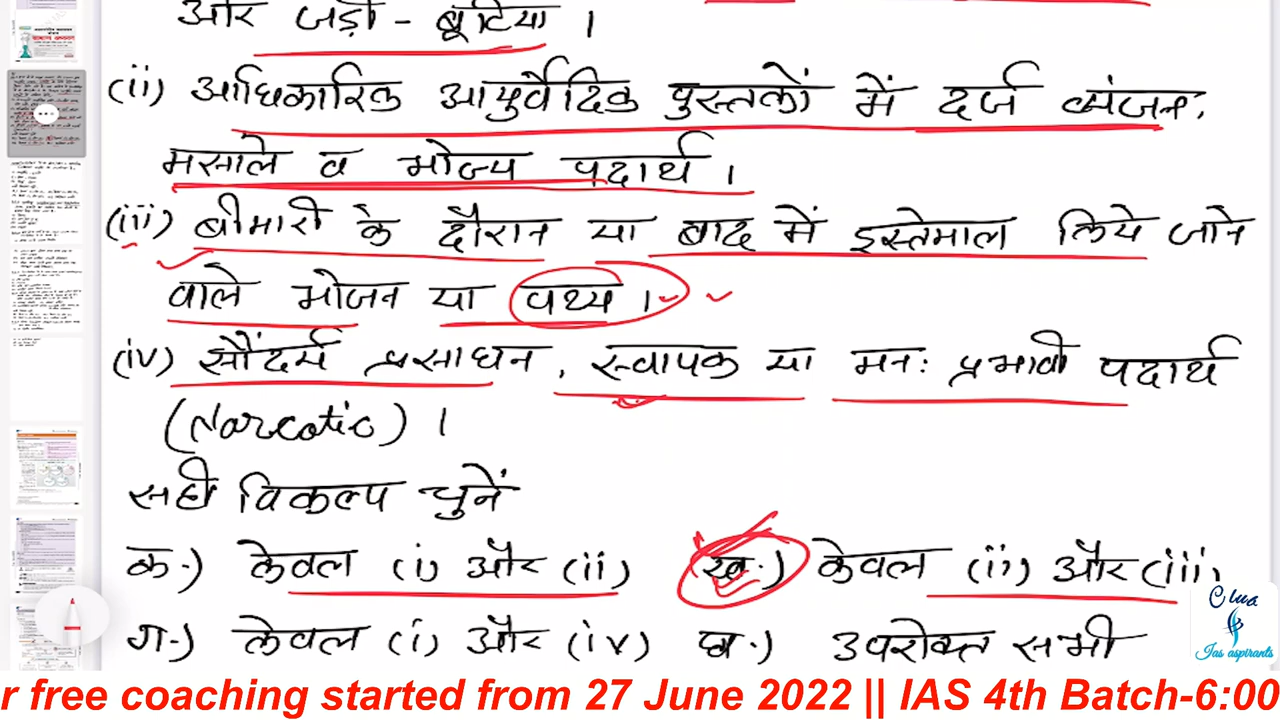 और जड़ी - बूटिया ।
(ii) आधिकारिक आयुर्वेदिक पुस्तकों में दर्ज व्यंजन,
मसाले व भोज्य पदार्थ ।
(iii) बीमारी के दौरान या बाद में इस्तेमाल लिये जाने
वाले भोजन या पथ्य ।
(iv) सौंदर्य प्रसाधन, स्वापक या मनः प्रभावी पदार्थ
(Narcotic) ।
सही विकल्प चुनें
क.) केवल (i) और (ii) ख.) केवल (ii) और (iii)
ग.) केवल (i) और (iv) घ.) उपरोक्त सभी
Clue
Ias aspirants
r free coaching started from 27 June 2022 || IAS 4th Batch-6:00